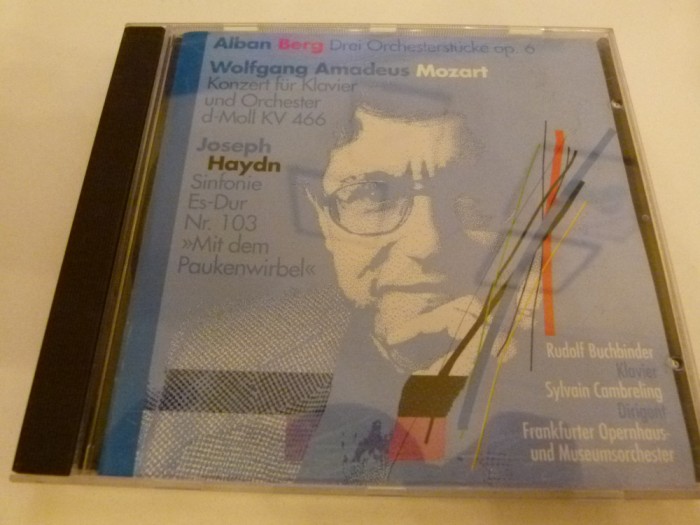 Alban Berg Drei Orchesterstücke op. 6
Wolfgang Amadeus Mozart
Konzert für Klavier
und Orchester
d-Moll KV 466
Joseph
Haydn
Sinfonie
Es-Dur
Nr. 103
»Mit dem
Paukenwirbel«
Rudolf Buchbinder
Klavier
Sylvain Cambreling
Dirigent
Frankfurter Opernhaus-
und Museumsorchester